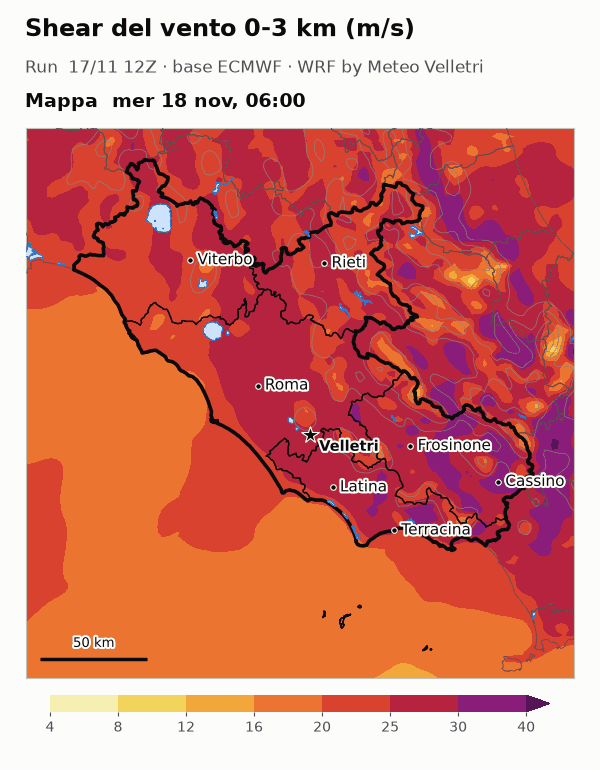 Shear del vento 0-3 km (m/s)
Run  17/11 12Z · base ECMWF · WRF by Meteo Velletri
Mappa  mer 18 nov, 06:00
Viterbo
Rieti
Roma
Velletri
Frosinone
Latina
Cassino
Terracina
50 km
4 8 12 16 20 25 30 40